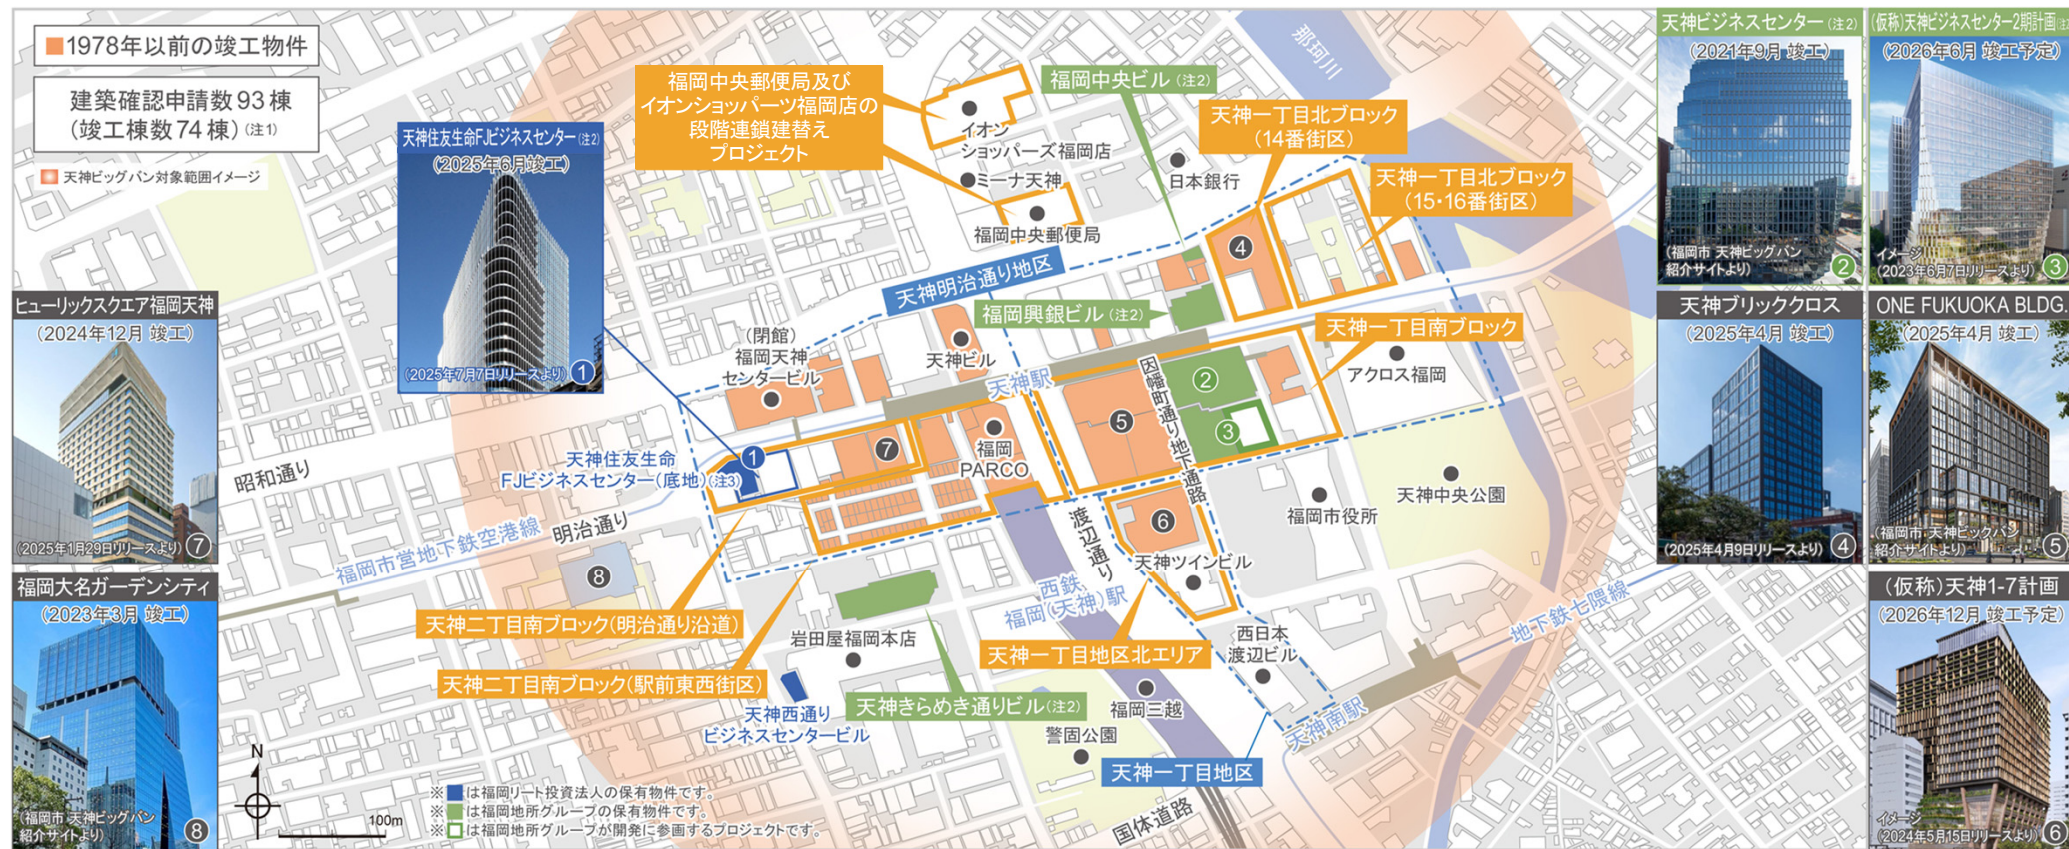 1978年以前の竣工物件
建築確認申請数93棟
(竣工棟数74棟)(注1)
天神ビッグバン対象範囲イメージ
天神住友生命FJビジネスセンター(注2)
(2025年6月竣工)
(2025年7月7日リリースより)
①
福岡中央郵便局及び
イオンショッパーツ福岡店の
段階連鎖建替え
プロジェクト
イオン
ショッパーズ福岡店
ミーナ天神
福岡中央郵便局
福岡中央ビル(注2)
日本銀行
那珂川
天神一丁目北ブロック
(14番街区)
天神一丁目北ブロック
(15・16番街区)
天神ビジネスセンター(注2)
(2021年9月 竣工)
(福岡市 天神ビッグバン
紹介サイトより)
②
(仮称)天神ビジネスセンター2期計画
(2026年6月 竣工予定)
イメージ
(2023年6月7日リリースより)
③
ヒューリックスクエア福岡天神
(2024年12月 竣工)
(2025年1月29日リリースより)
⑦
天神明治通り地区
福岡興銀ビル(注2)
④
天神一丁目南ブロック
アクロス福岡
天神ブリッククロス
(2025年4月 竣工)
(2025年4月9日リリースより)
④
ONE FUKUOKA BLDG.
(2025年4月 竣工)
(福岡市 天神ビックバン
紹介サイトより)
⑤
(閉館)
福岡天神
センタービル
天神ビル
天神駅
因幡町通り地下通路
②
③
⑤
①
⑦
福岡
PARCO
昭和通り
天神住友生命
FJビジネスセンター(底地)(注3)
福岡市営地下鉄空港線
明治通り
⑧
渡辺通り
⑥
天神ツインビル
福岡市役所
天神中央公園
西鉄
福岡(天神)駅
福岡大名ガーデンシティ
(2023年3月 竣工)
(福岡市 天神ビッグバン
紹介サイトより)
⑧
天神二丁目南ブロック(明治通り沿道)
天神二丁目南ブロック(駅前東西街区)
岩田屋福岡本店
天神西通り
ビジネスセンタービル
天神きらめき通りビル(注2)
天神一丁目地区北エリア
西日本
渡辺ビル
地下鉄七隈線
天神南駅
福岡三越
警固公園
天神一丁目地区
国体道路
(仮称)天神1-7計画
(2026年12月 竣工予定)
イメージ
(2024年5月15日リリースより)
⑥
N
100m
※は福岡リート投資法人の保有物件です。
※は福岡地所グループの保有物件です。
※は福岡地所グループが開発に参画するプロジェクトです。